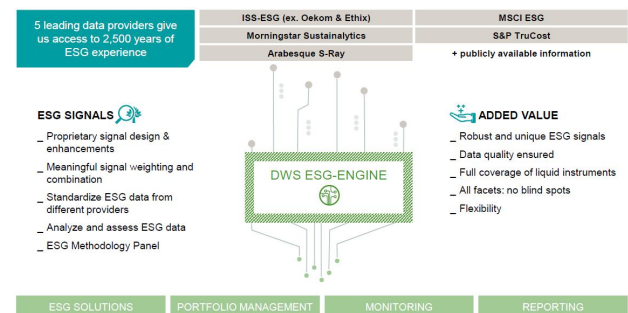 5 leading data providers give
us access to 2,500 years of
ESG experience
ISS-ESG (ex. Oekom & Ethix)
MSCI ESG
Morningstar Sustainalytics
S&P TruCost
Arabesque S-Ray
+ publicly available information
ESG SIGNALS
_ Proprietary signal design &
enhancements
_ Meaningful signal weighting and
combination
_ Standardize ESG data from
different providers
_ Analyze and assess ESG data
_ ESG Methodology Panel
DWS ESG-ENGINE
ADDED VALUE
_ Robust and unique ESG signals
_ Data quality ensured
_ Full coverage of liquid instruments
_ All facets: no blind spots
_ Flexibility
ESG SOLUTIONS
PORTFOLIO MANAGEMENT
MONITORING
REPORTING